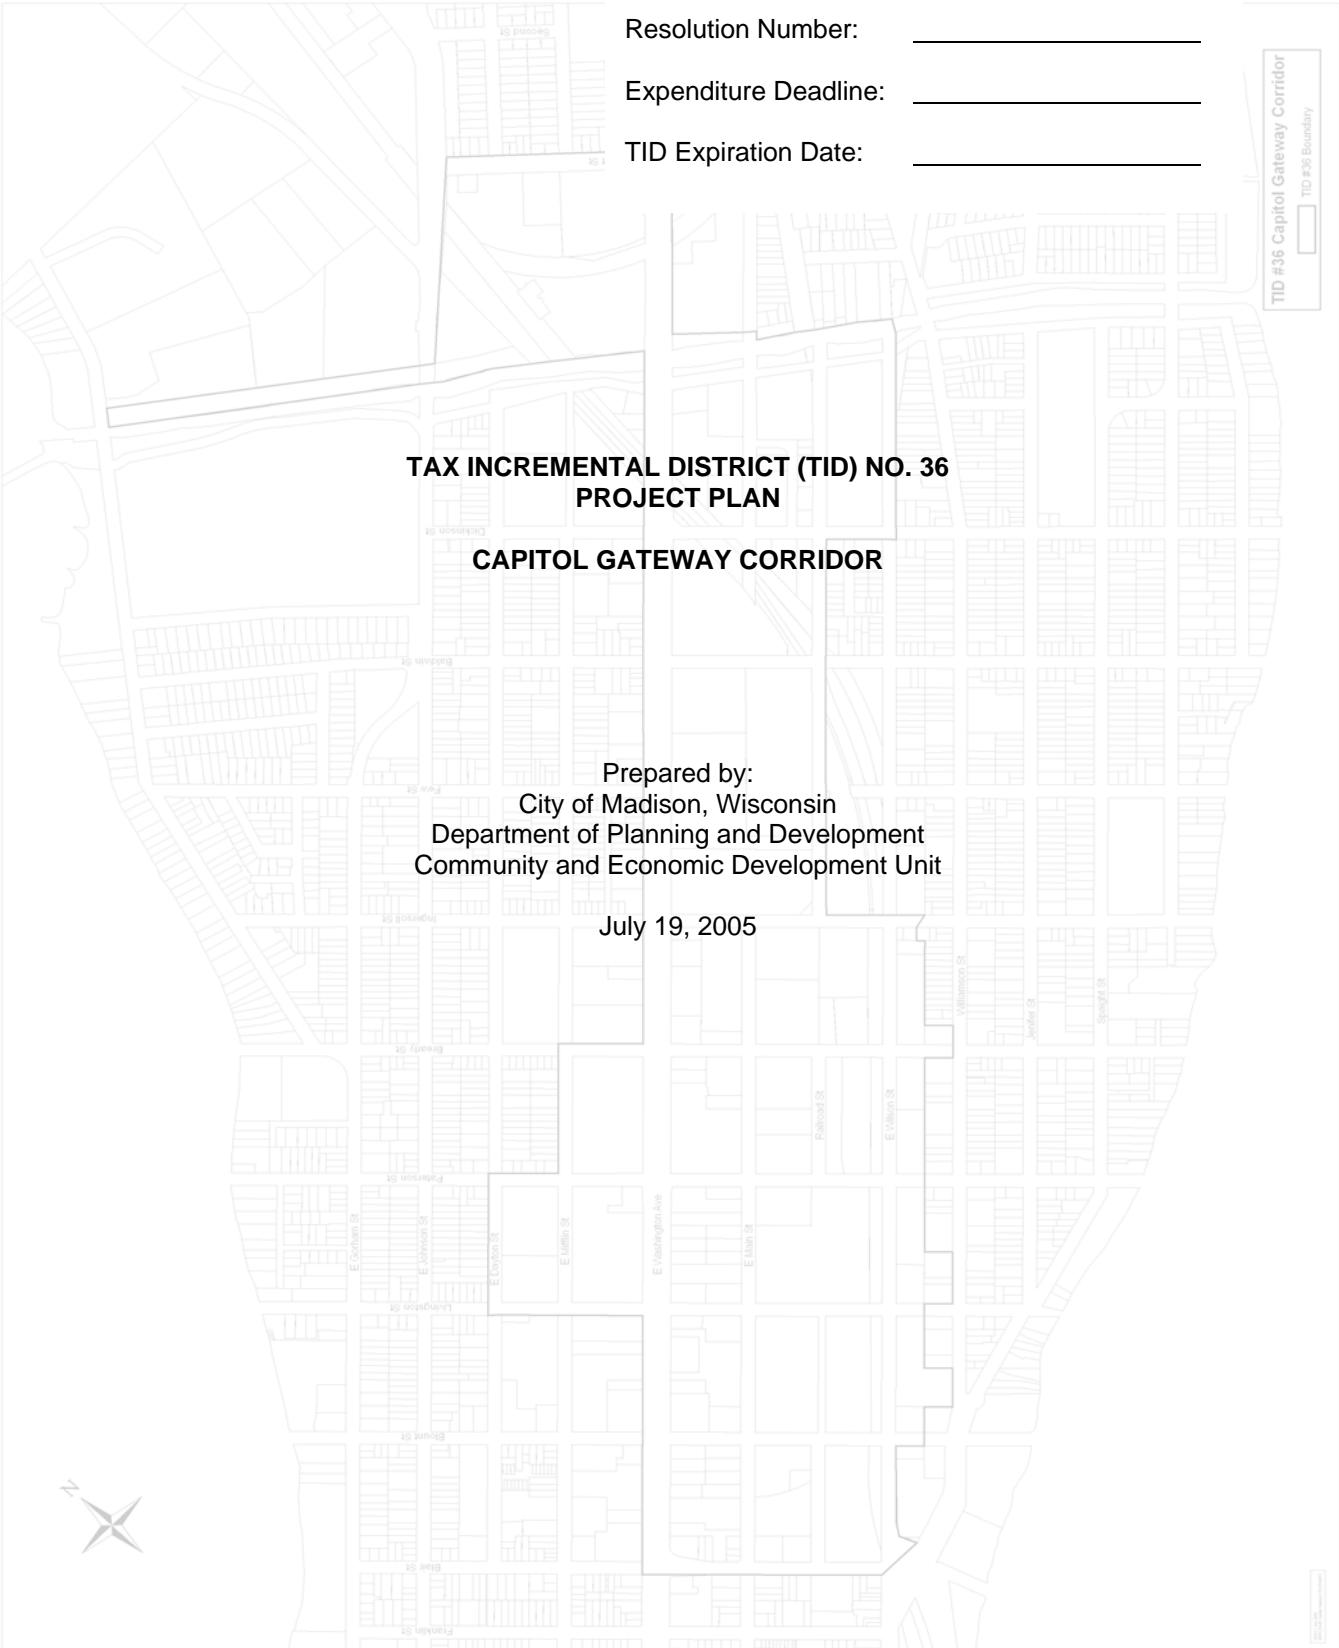 Resolution Number:
Expenditure Deadline:
TID Expiration Date:
TID #36 Capitol Gateway Corridor
TID #36 Boundary
TAX INCREMENTAL DISTRICT (TID) NO. 36
PROJECT PLAN
CAPITOL GATEWAY CORRIDOR
Prepared by:
City of Madison, Wisconsin
Department of Planning and Development
Community and Economic Development Unit
July 19, 2005
Second St
Dickinson St
Baldwin St
Few St
Ingersoll St
Brearly St
Paterson St
Livingston St
Blount St
Blair St
Franklin St
E Gorham St
E Johnson St
E Dayton St
E Mifflin St
E Washington Ave
E Main St
Railroad St
E Wilson St
Williamson St
Jenifer St
Spaight St
N